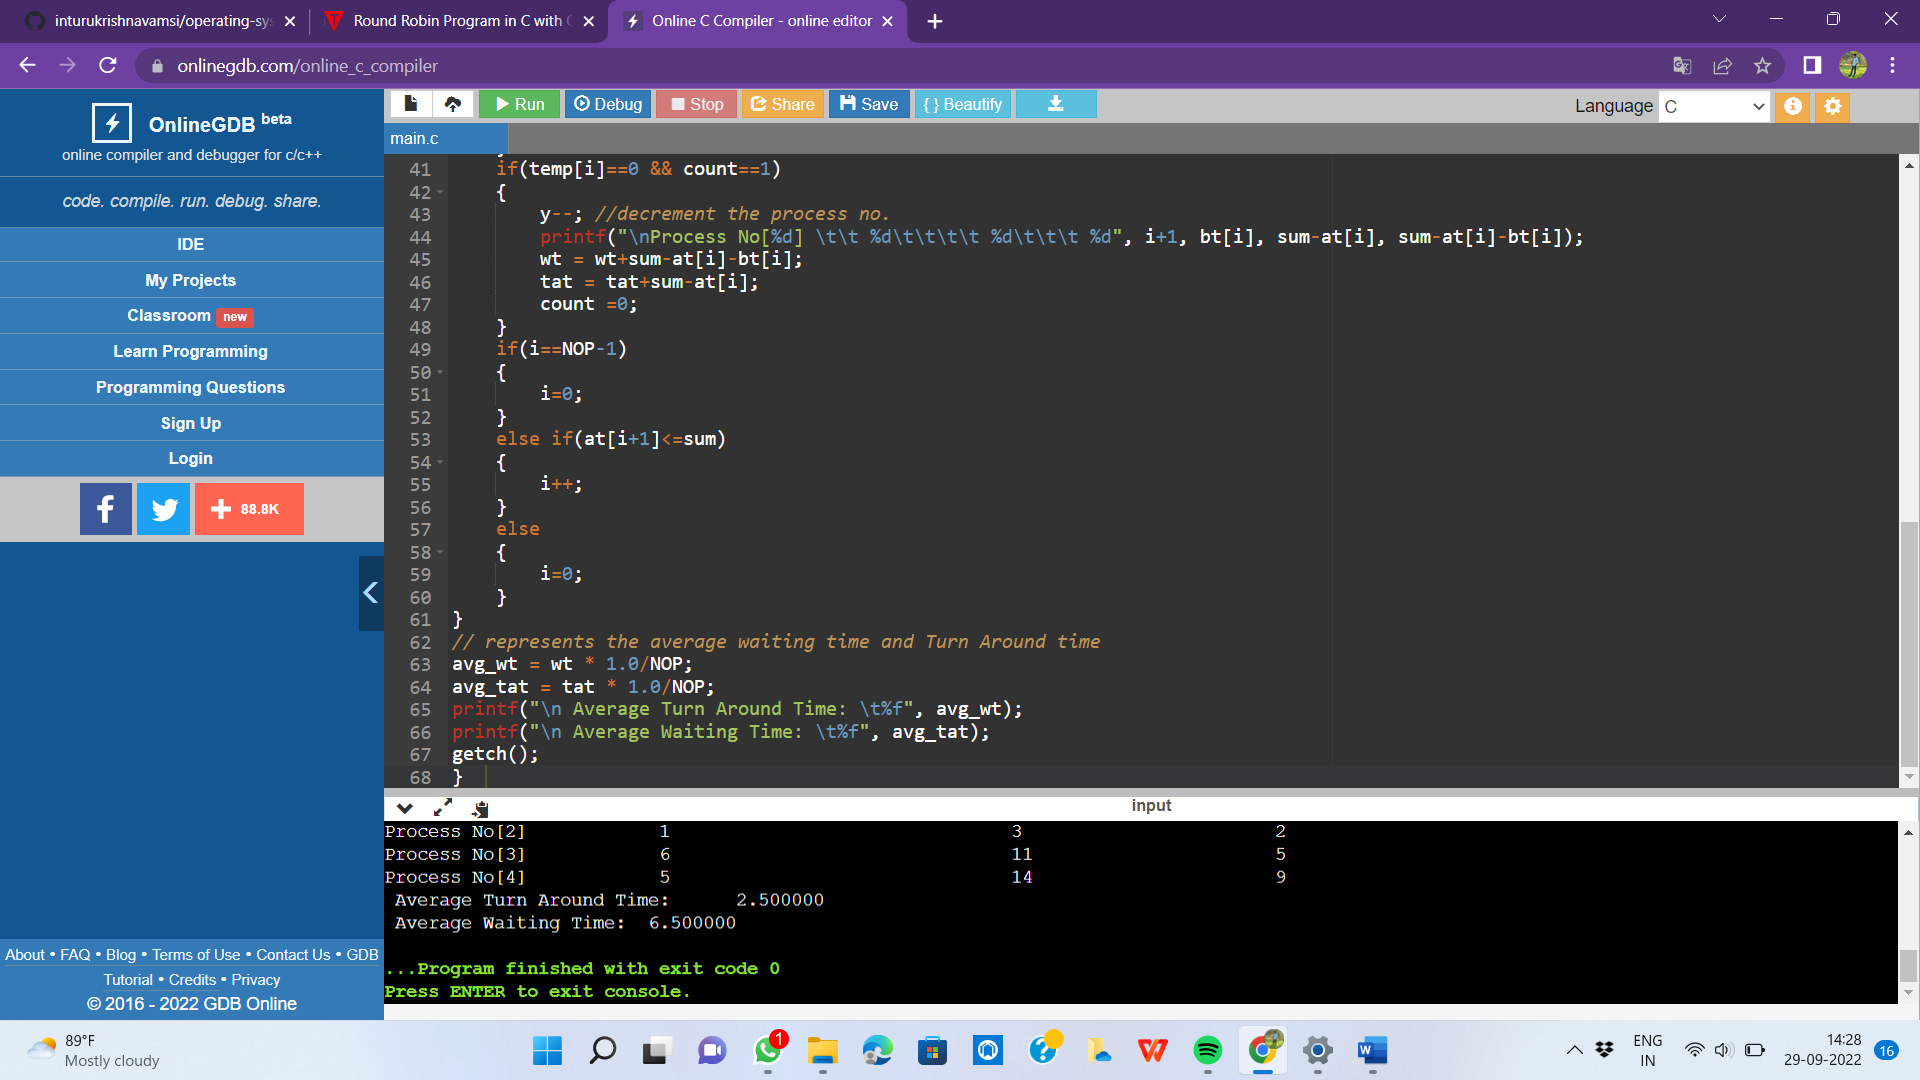 inturukrishnavamsi/operating-sys
Round Robin Program in C with
Online C Compiler - online editor
onlinegdb.com/online_c_compiler
OnlineGDB beta
online compiler and debugger for c/c++
code. compile. run. debug. share.
IDE
My Projects
Classroom new
Learn Programming
Programming Questions
Sign Up
Login
88.8K
About • FAQ • Blog • Terms of Use • Contact Us • GDB
Tutorial • Credits • Privacy
© 2016 - 2022 GDB Online
Run Debug Stop Share Save { } Beautify
Language C
main.c
41 if(temp[i]==0 && count==1)
42 {
43 y--; //decrement the process no.
44 printf("\nProcess No[%d] \t\t %d\t\t\t\t %d\t\t\t %d", i+1, bt[i], sum-at[i], sum-at[i]-bt[i]);
45 wt = wt+sum-at[i]-bt[i];
46 tat = tat+sum-at[i];
47 count =0;
48 }
49 if(i==NOP-1)
50 {
51 i=0;
52 }
53 else if(at[i+1]<=sum)
54 {
55 i++;
56 }
57 else
58 {
59 i=0;
60 }
61 }
62 // represents the average waiting time and Turn Around time
63 avg_wt = wt * 1.0/NOP;
64 avg_tat = tat * 1.0/NOP;
65 printf("\n Average Turn Around Time: \t%f", avg_wt);
66 printf("\n Average Waiting Time: \t%f", avg_tat);
67 getch();
68 }
input
Process No[2] 1 3 2
Process No[3] 6 11 5
Process No[4] 5 14 9
Average Turn Around Time: 2.500000
Average Waiting Time: 6.500000
...Program finished with exit code 0
Press ENTER to exit console.
89°F
Mostly cloudy
1
ENG
IN
14:28
29-09-2022
16